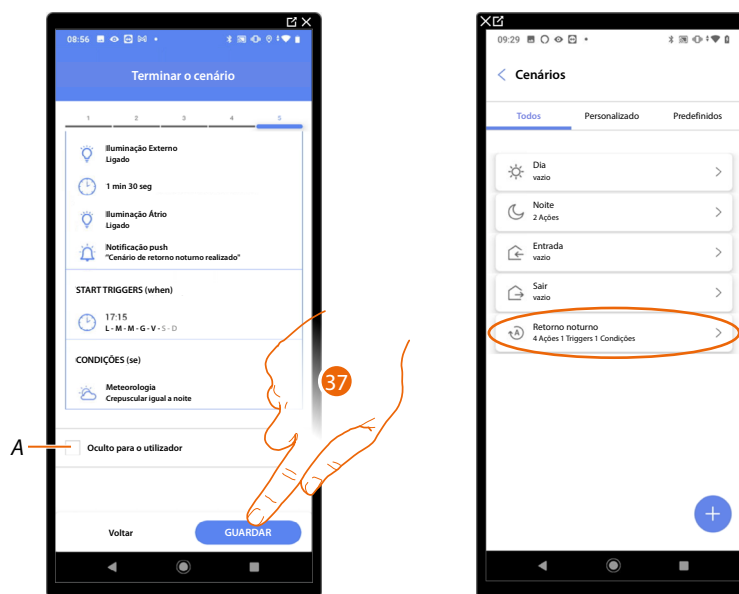 08:56
Terminar o cenário
1 2 3 4 5
Iluminação Externo
Ligado
1 min 30 seg
Iluminação Átrio
Ligado
Notificação push
"Cenário de retorno noturno realizado"
START TRIGGERS (when)
17:15
L - M - M - G - V - S - D
CONDIÇÕES (se)
Meteorologia
Crepuscular igual a noite
37
A
Oculto para o utilizador
Voltar
GUARDAR
09:29
Cenários
Todos
Personalizado
Predefinidos
Dia
vazio
Noite
2 Ações
Entrada
vazio
Sair
vazio
A
Retorno noturno
4 Ações 1 Triggers 1 Condições